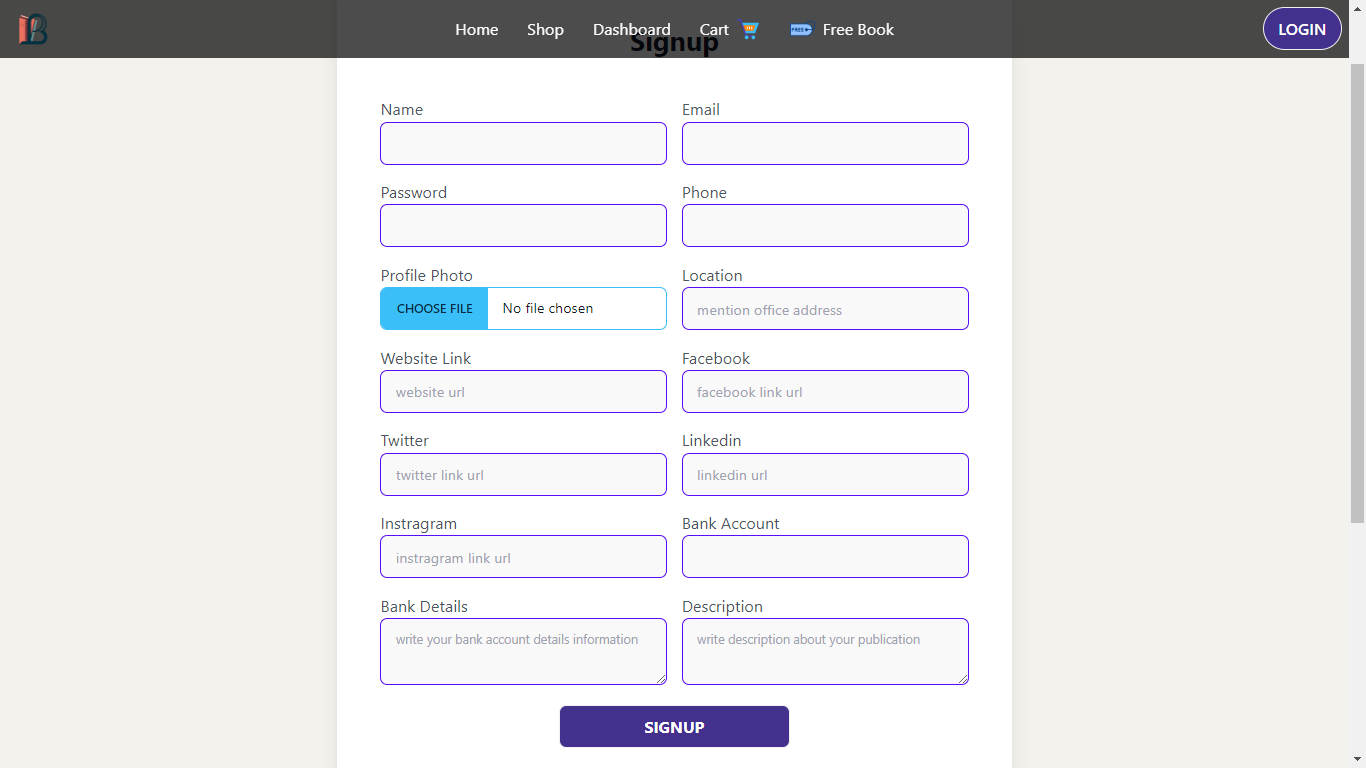 Home Shop Dashboard Cart FREE Free Book LOGIN
Signup
Name Email
Password Phone
Profile Photo Location
CHOOSE FILE No file chosen mention office address
Website Link Facebook
website url facebook link url
Twitter Linkedin
twitter link url linkedin url
Instragram Bank Account
instragram link url
Bank Details Description
write your bank account details information write description about your publication
SIGNUP